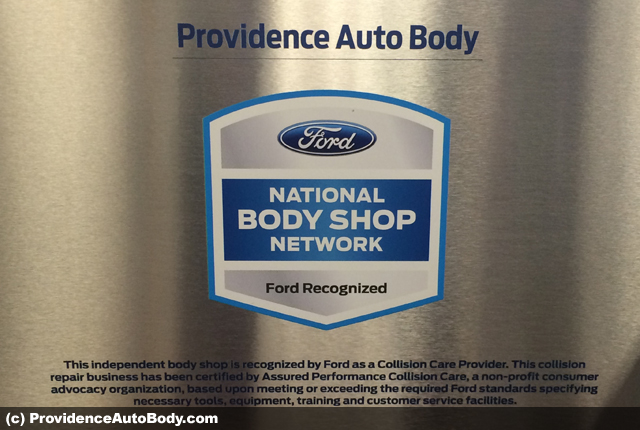 Providence Auto Body
Ford
NATIONAL
BODY SHOP
NETWORK
Ford Recognized
This independent body shop is recognized by Ford as a Collision Care Provider. This collision
repair business has been certified by Assured Performance Collision Care, a non-profit consumer
advocacy organization, based upon meeting or exceeding the required Ford standards specifying
necessary tools, equipment, training and customer service facilities.
(c) ProvidenceAutoBody.com